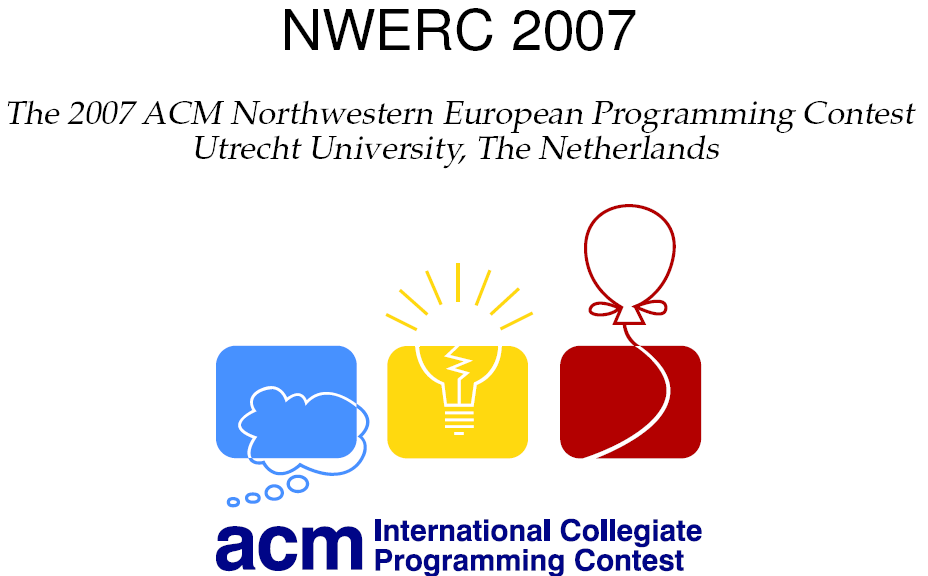 NWERC 2007
The 2007 ACM Northwestern European Programming Contest
Utrecht University, The Netherlands
acm International Collegiate
Programming Contest